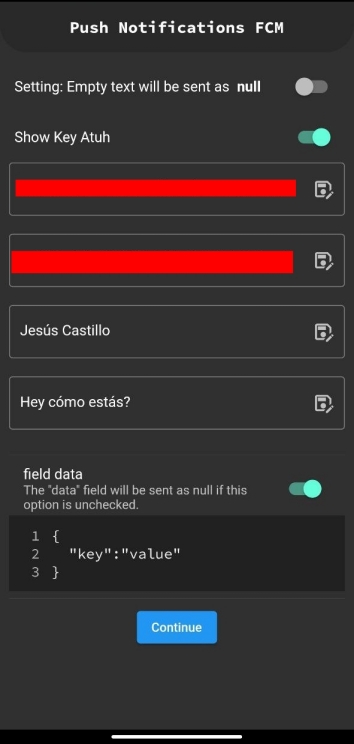 Push Notifications FCM
Setting: Empty text will be sent as null
Show Key Atuh
Jesús Castillo
Hey cómo estás?
field data
The "data" field will be sent as null if this
option is unchecked.
1 {
2 "key":"value"
3 }
Continue